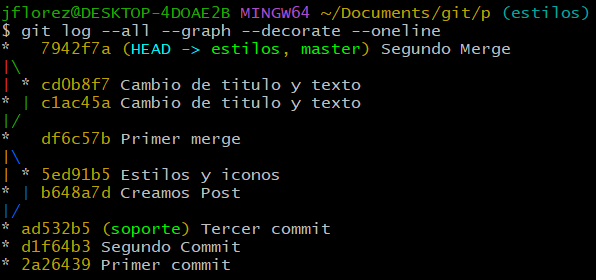 jflorez@DESKTOP-4DOAE2B MINGW64 ~/Documents/git/p (estilos)
$ git log --all --graph --decorate --oneline
*   7942f7a (HEAD -> estilos, master) Segundo Merge
|\
| * cd0b8f7 Cambio de titulo y texto
* | c1ac45a Cambio de titulo y texto
|/
*   df6c57b Primer merge
|\
| * 5ed91b5 Estilos y iconos
* | b648a7d Creamos Post
|/
* ad532b5 (soporte) Tercer commit
* d1f64b3 Segundo Commit
* 2a26439 Primer commit